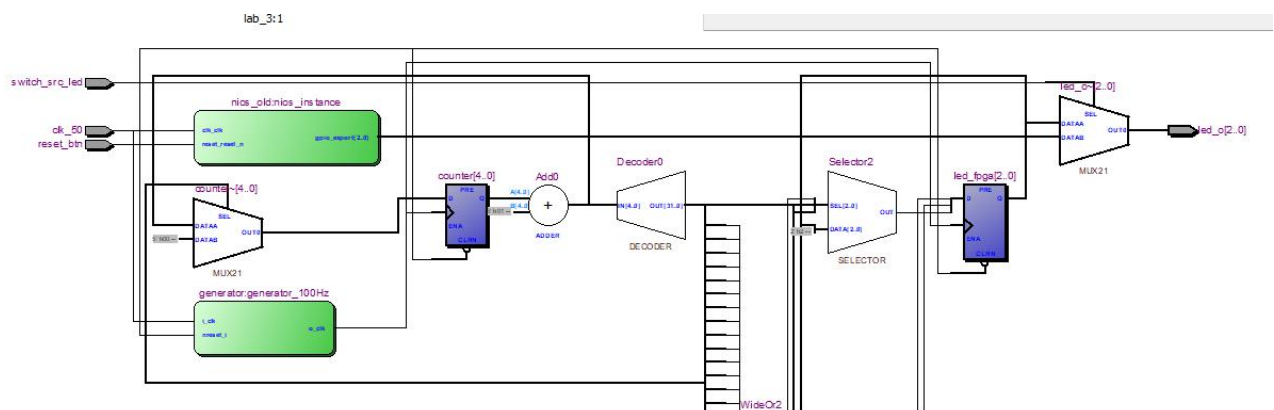 lab_3:1
switch_src_led
clk_50
reset_btn
nios_old:nios_instance
clk_clk
reset_reset_n
gpio_export[2..0]
counter~[4..0]
SEL
DATAA
DATAB
OUT0
MUX21
generator:generator_100Hz
i_clk
nreset_i
o_clk
counter[4..0]
PRE
D
Q
ENA
CLRN
Add0
A[4..0]
B[4..0]
+
ADDER
Decoder0
IN[4..0]
OUT[31..0]
DECODER
Selector2
SEL[2..0]
OUT
DATA[2..0]
SELECTOR
led_fpga[2..0]
PRE
D
Q
ENA
CLRN
led_o~[2..0]
SEL
DATAA
DATAB
OUT0
MUX21
led_o[2..0]
WideOr2